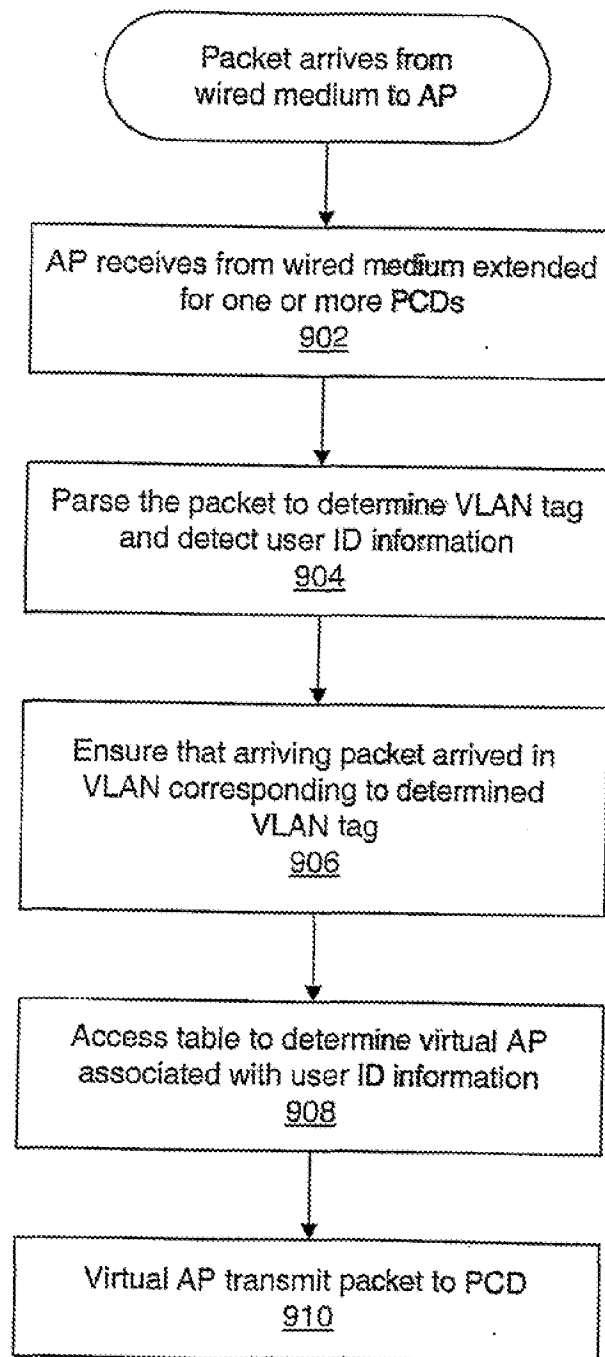 Packet arrives from
wired medium to AP
AP receives from wired medium extended
for one or more PCDs
902
Parse the packet to determine VLAN tag
and detect user ID information
904
Ensure that arriving packet arrived in
VLAN corresponding to determined
VLAN tag
906
Access table to determine virtual AP
associated with user ID information
908
Virtual AP transmit packet to PCD
910